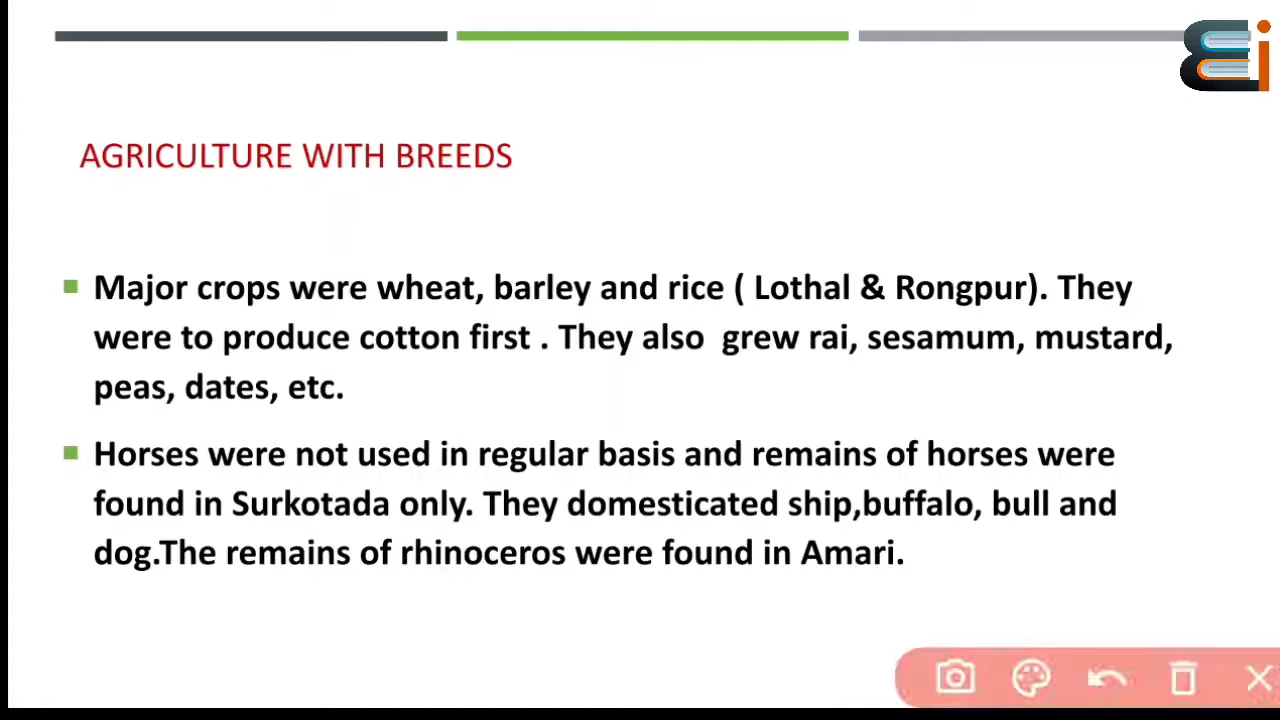 AGRICULTURE WITH BREEDS
Major crops were wheat, barley and rice ( Lothal & Rongpur). They
were to produce cotton first . They also grew rai, sesamum, mustard,
peas, dates, etc.
Horses were not used in regular basis and remains of horses were
found in Surkotada only. They domesticated ship,buffalo, bull and
dog.The remains of rhinoceros were found in Amari.